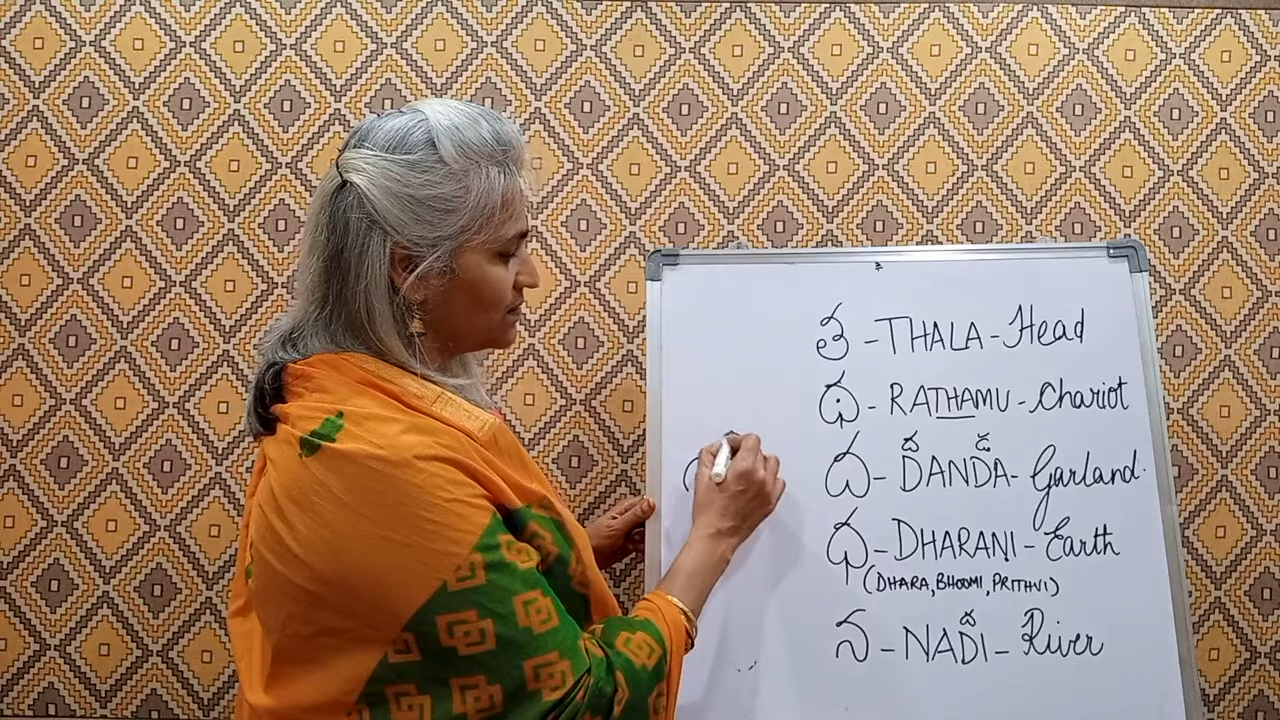 త - THALA - Head
థ - RATHAMU - Chariot
ద - DANDA - Garland.
ద డ
ధ - DHARANI - Earth
(DHARA, BHOOMI, PRITHVI)
న - NADI - River
ద